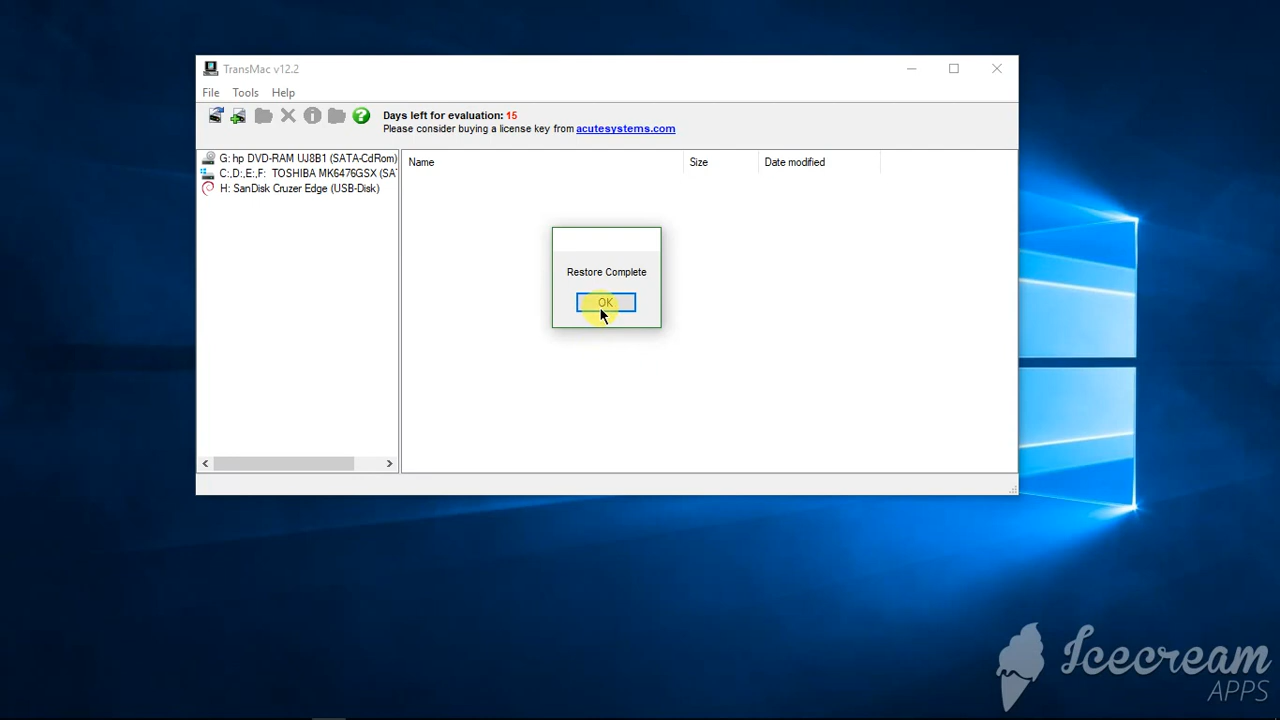 TransMac v12.2
File Tools Help
Days left for evaluation: 15
Please consider buying a license key from acutesystems.com
G: hp DVD-RAM UJ8B1 (SATA-CdRom)
C:,D:,E:,F: TOSHIBA MK6476GSX (SA
H: SanDisk Cruzer Edge (USB-Disk)
Name Size Date modified
Restore Complete
OK
Icecream
APPS